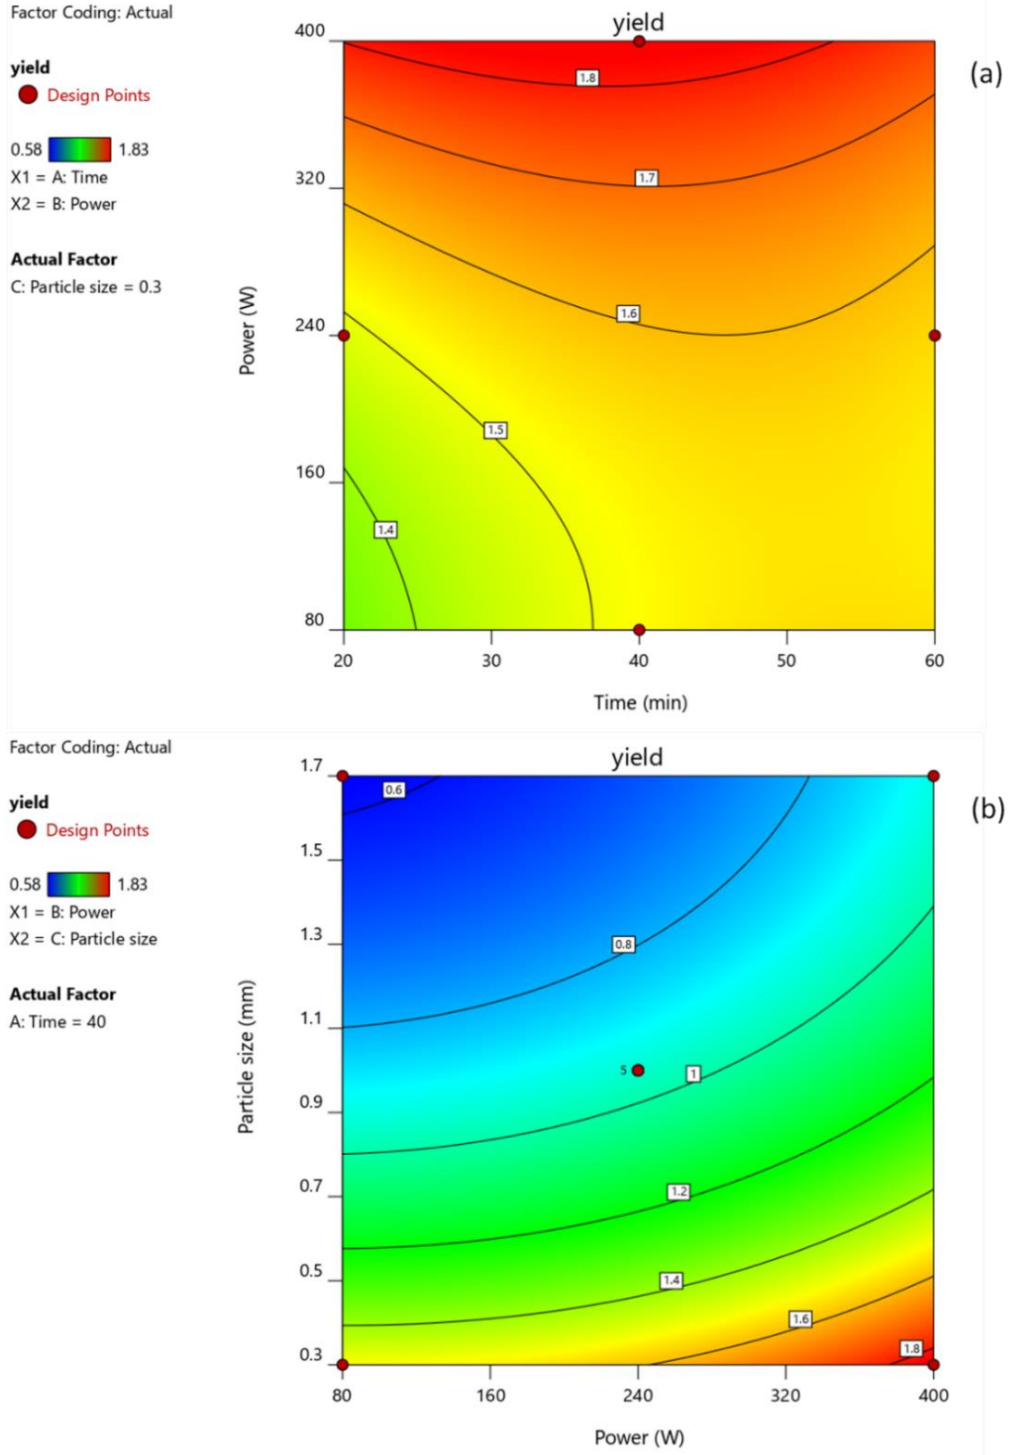 Factor Coding: Actual
yield
Design Points
0.58 1.83
X1 = A: Time
X2 = B: Power
Actual Factor
C: Particle size = 0.3
yield
(a)
400
320
240
160
80
Power (W)
1.8
1.7
1.6
1.5
1.4
20 30 40 50 60
Time (min)
Factor Coding: Actual
yield
Design Points
0.58 1.83
X1 = B: Power
X2 = C: Particle size
Actual Factor
A: Time = 40
yield
(b)
1.7
1.5
1.3
1.1
0.9
0.7
0.5
0.3
Particle size (mm)
0.6
0.8
5
1
1.2
1.4
1.6
1.8
80 160 240 320 400
Power (W)